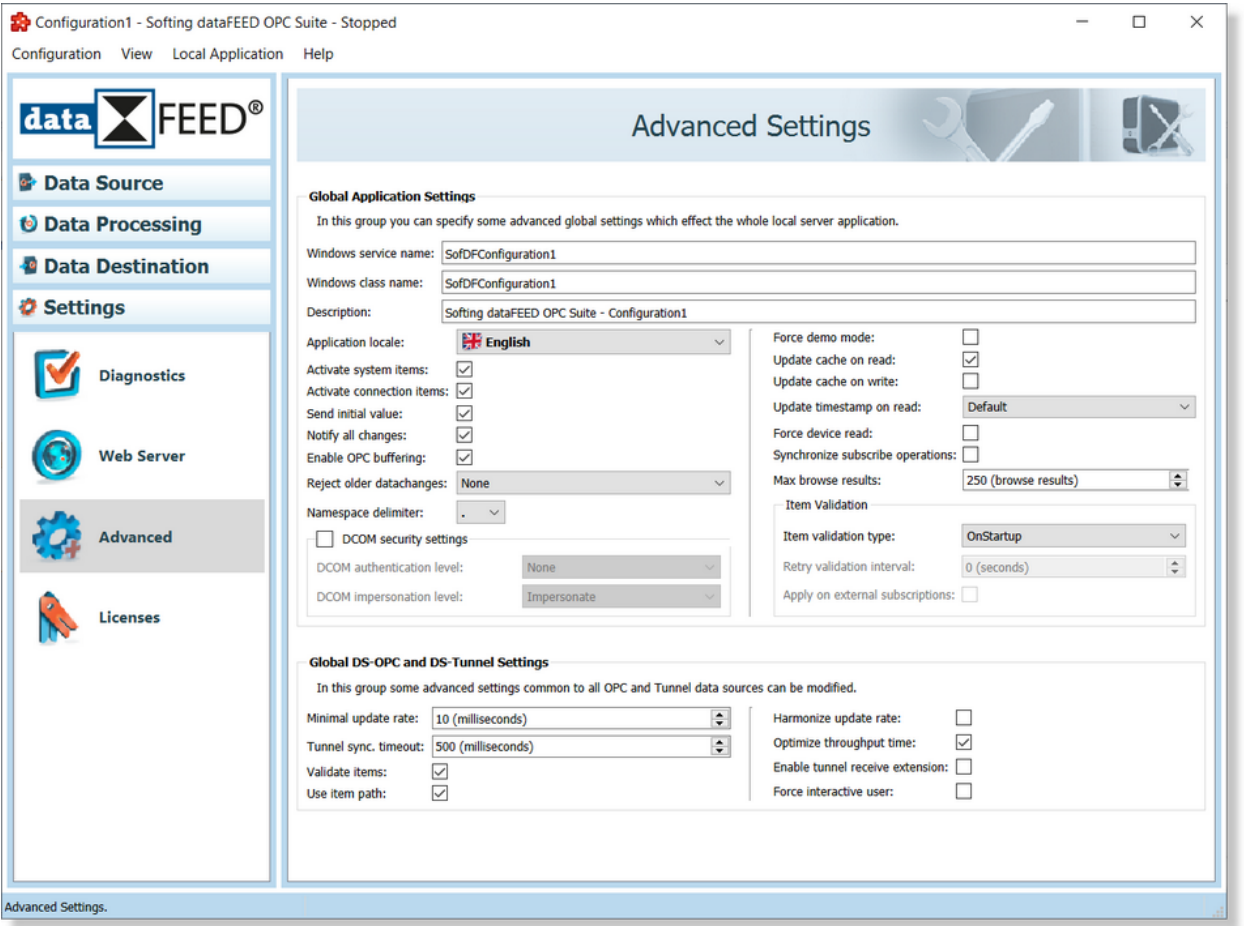 Configuration1 - Softing dataFEED OPC Suite - Stopped
Configuration View Local Application Help
data FEED®
Data Source
Data Processing
Data Destination
Settings
Diagnostics
Web Server
Advanced
Licenses
Advanced Settings
Global Application Settings
In this group you can specify some advanced global settings which effect the whole local server application.
Windows service name: SofDFConfiguration1
Windows class name: SofDFConfiguration1
Description: Softing dataFEED OPC Suite - Configuration1
Application locale: English
Activate system items:
Activate connection items:
Send initial value:
Notify all changes:
Enable OPC buffering:
Reject older datachanges: None
Namespace delimiter: .
DCOM security settings
DCOM authentication level: None
DCOM impersonation level: Impersonate
Force demo mode:
Update cache on read:
Update cache on write:
Update timestamp on read: Default
Force device read:
Synchronize subscribe operations:
Max browse results: 250 (browse results)
Item Validation
Item validation type: OnStartup
Retry validation interval: 0 (seconds)
Apply on external subscriptions:
Global DS-OPC and DS-Tunnel Settings
In this group some advanced settings common to all OPC and Tunnel data sources can be modified.
Minimal update rate: 10 (milliseconds)
Tunnel sync. timeout: 500 (milliseconds)
Validate items:
Use item path:
Harmonize update rate:
Optimize throughput time:
Enable tunnel receive extension:
Force interactive user:
Advanced Settings.